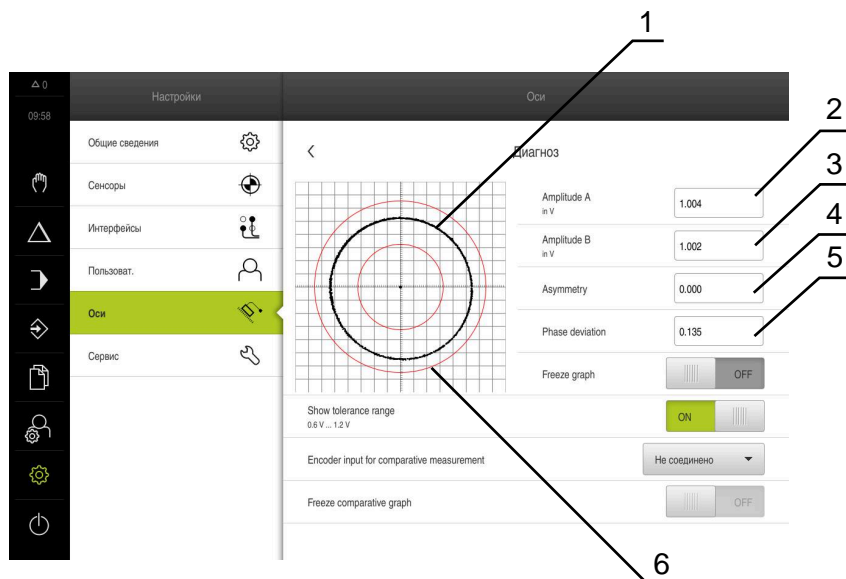 1
0
Настройки
Оси
09:58
2
Общие сведения
Диагноз
Сенсоры
Amplitude A
in V
1.004
3
Интерфейсы
Amplitude B
in V
1.002
4
Пользоват.
Asymmetry
0.000
5
Оси
Phase deviation
0.135
Сервис
Freeze graph
OFF
Show tolerance range
0.6 V ... 1.2 V
ON
Encoder input for comparative measurement
Не соединено
Freeze comparative graph
OFF
6